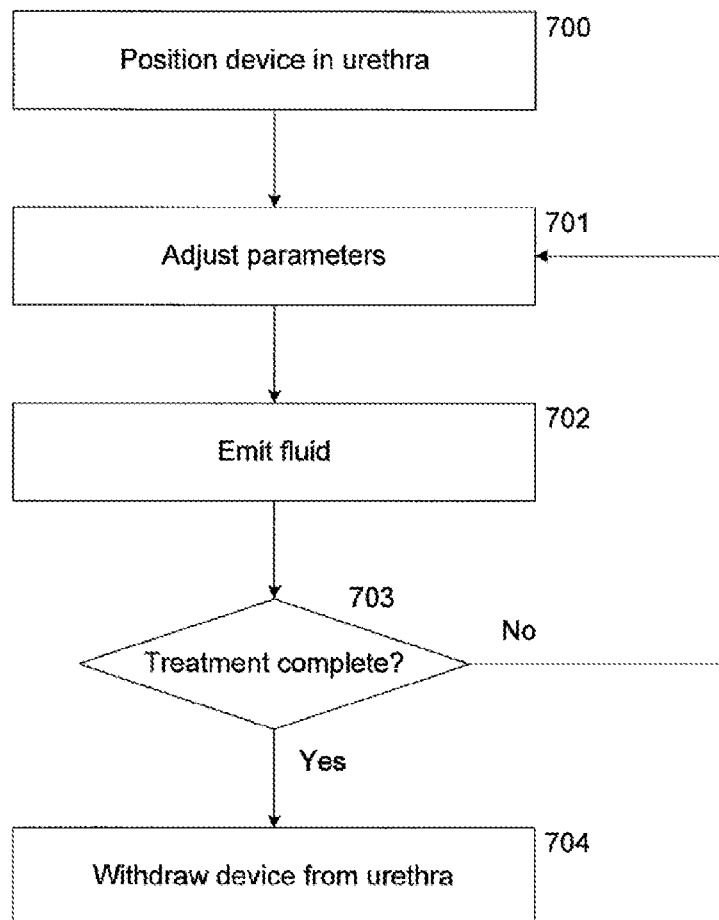 700
Position device in urethra
701
Adjust parameters
702
Emit fluid
703
Treatment complete?
No
Yes
704
Withdraw device from urethra